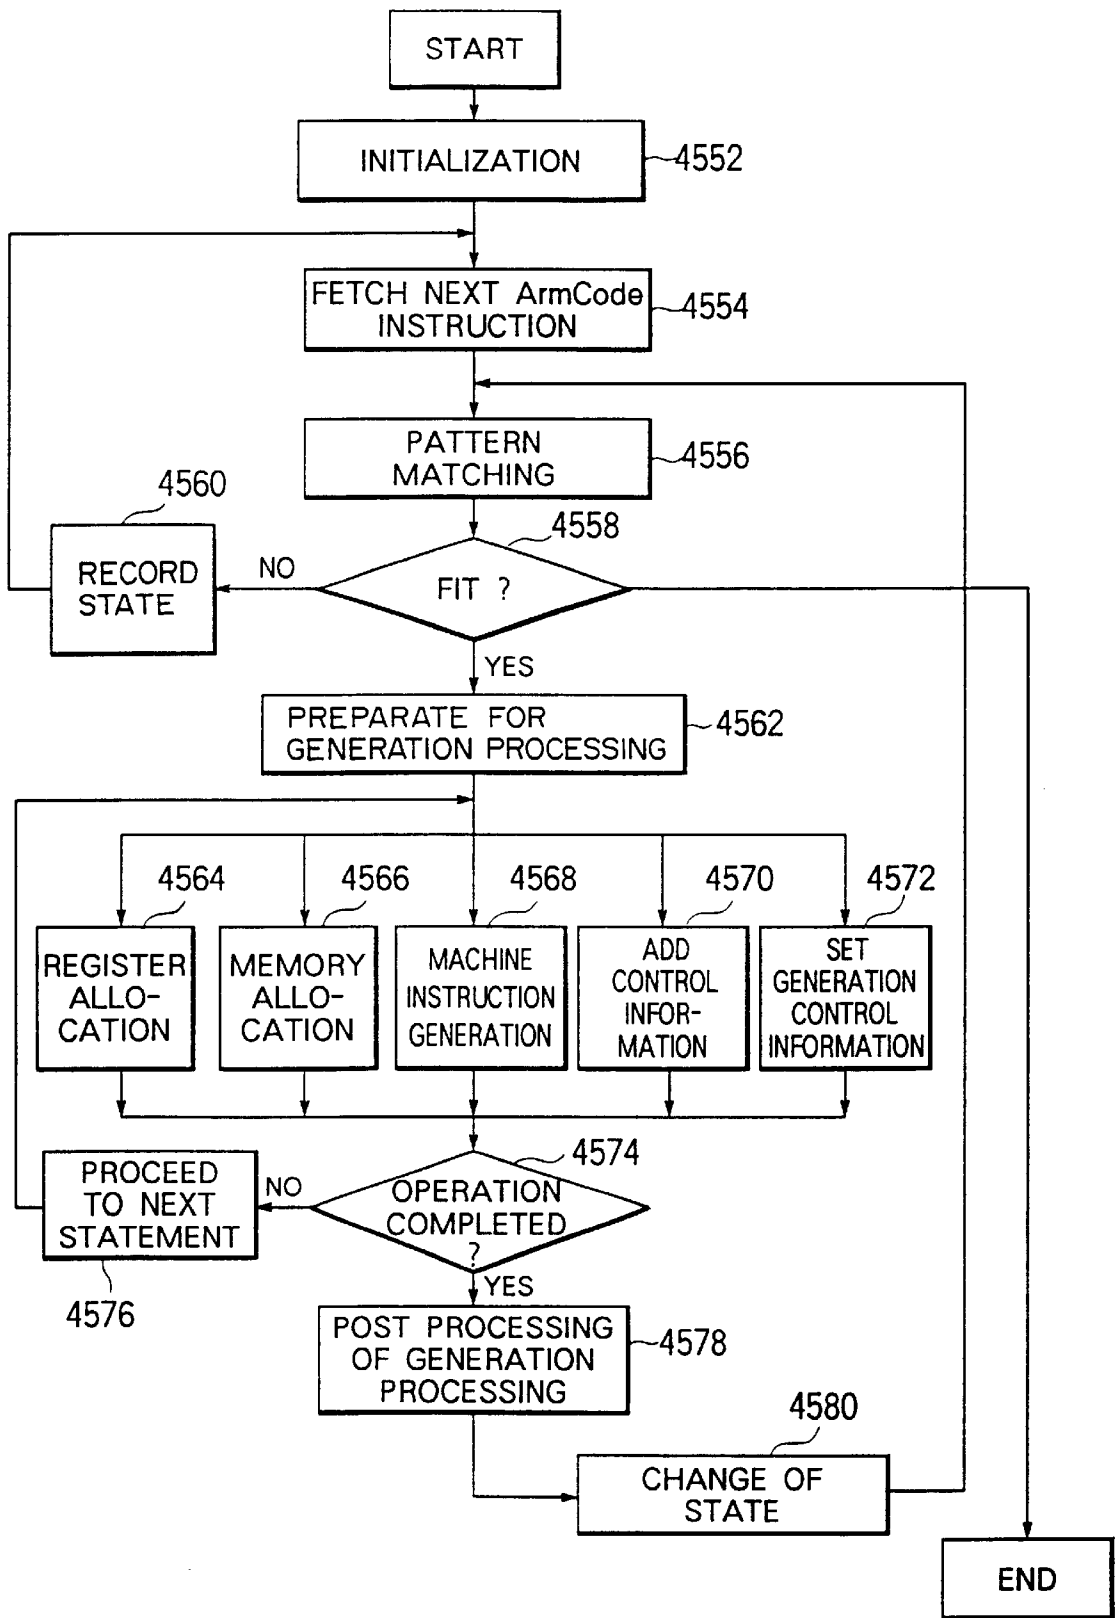 START
INITIALIZATION
4552
FETCH NEXT ArmCode
INSTRUCTION
4554
PATTERN
MATCHING
4556
4560
4558
RECORD
STATE
NO
FIT ?
YES
PREPARATE FOR
GENERATION PROCESSING
4562
4564
4566
4568
4570
4572
REGISTER
ALLO-
CATION
MEMORY
ALLO-
CATION
MACHINE
INSTRUCTION
GENERATION
ADD
CONTROL
INFOR-
MATION
SET
GENERATION
CONTROL
INFORMATION
4574
PROCEED
TO NEXT
STATEMENT
NO
OPERATION
COMPLETED
?
4576
YES
POST PROCESSING
OF GENERATION
PROCESSING
4578
4580
CHANGE OF
STATE
END